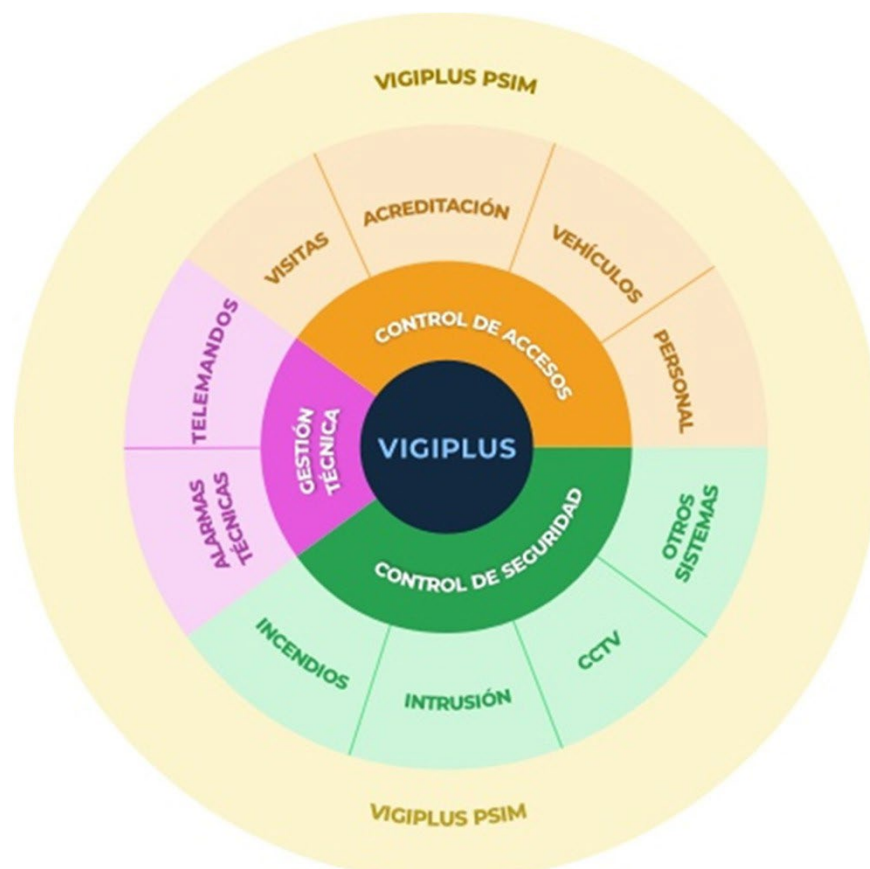 VIGIPLUS PSIM
VISITAS
ACREDITACIÓN
VEHÍCULOS
PERSONAL
CONTROL DE ACCESOS
TELEMANDOS
GESTIÓN
TÉCNICA
VIGIPLUS
ALARMAS
TÉCNICAS
CONTROL DE SEGURIDAD
OTROS
SISTEMAS
INCENDIOS
INTRUSIÓN
CCTV
VIGIPLUS PSIM